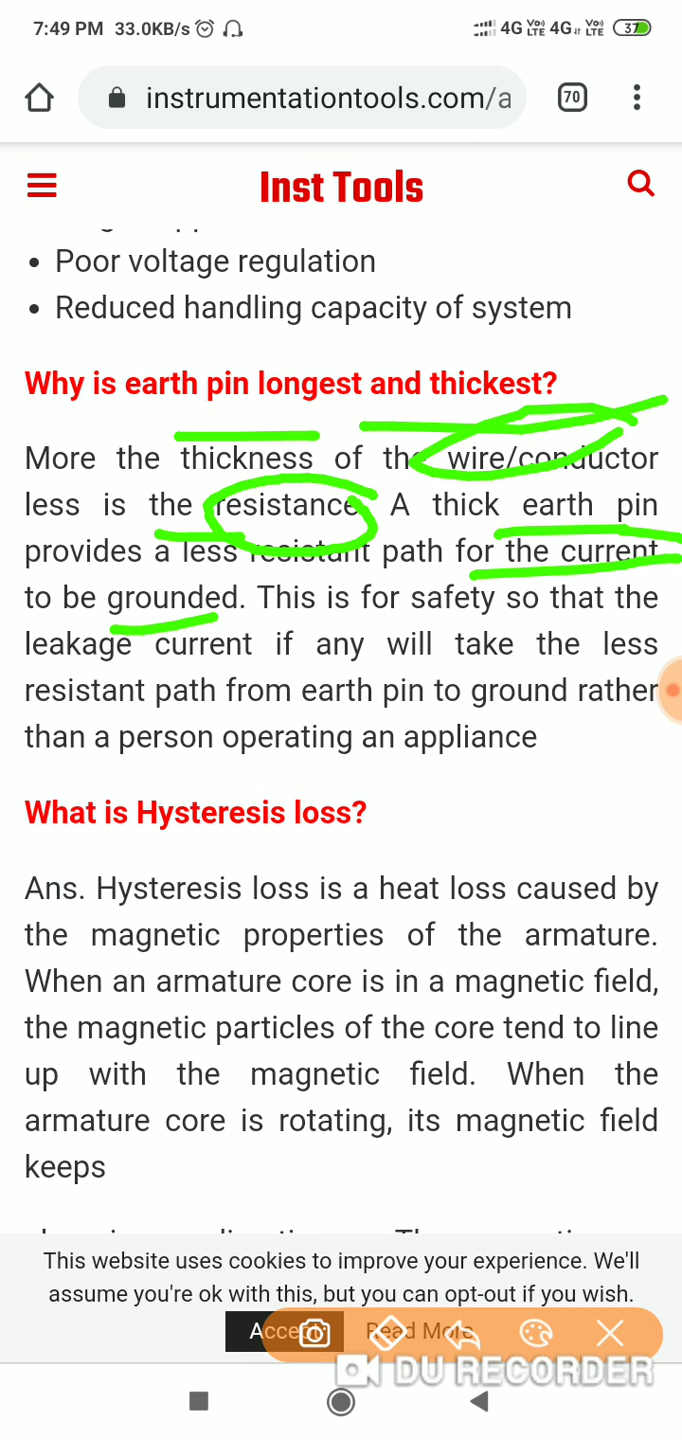 7:49 PM 33.0KB/s 4G Vo) LTE 4G Vo) LTE 37
instrumentationtools.com/a 70
Inst Tools
• Poor voltage regulation
• Reduced handling capacity of system
Why is earth pin longest and thickest?
More the thickness of the wire/conductor
less is the resistance. A thick earth pin
provides a less resistant path for the current
to be grounded. This is for safety so that the
leakage current if any will take the less
resistant path from earth pin to ground rather
than a person operating an appliance
What is Hysteresis loss?
Ans. Hysteresis loss is a heat loss caused by
the magnetic properties of the armature.
When an armature core is in a magnetic field,
the magnetic particles of the core tend to line
up with the magnetic field. When the
armature core is rotating, its magnetic field
keeps
This website uses cookies to improve your experience. We'll
assume you're ok with this, but you can opt-out if you wish.
Accept Read More
DU RECORDER